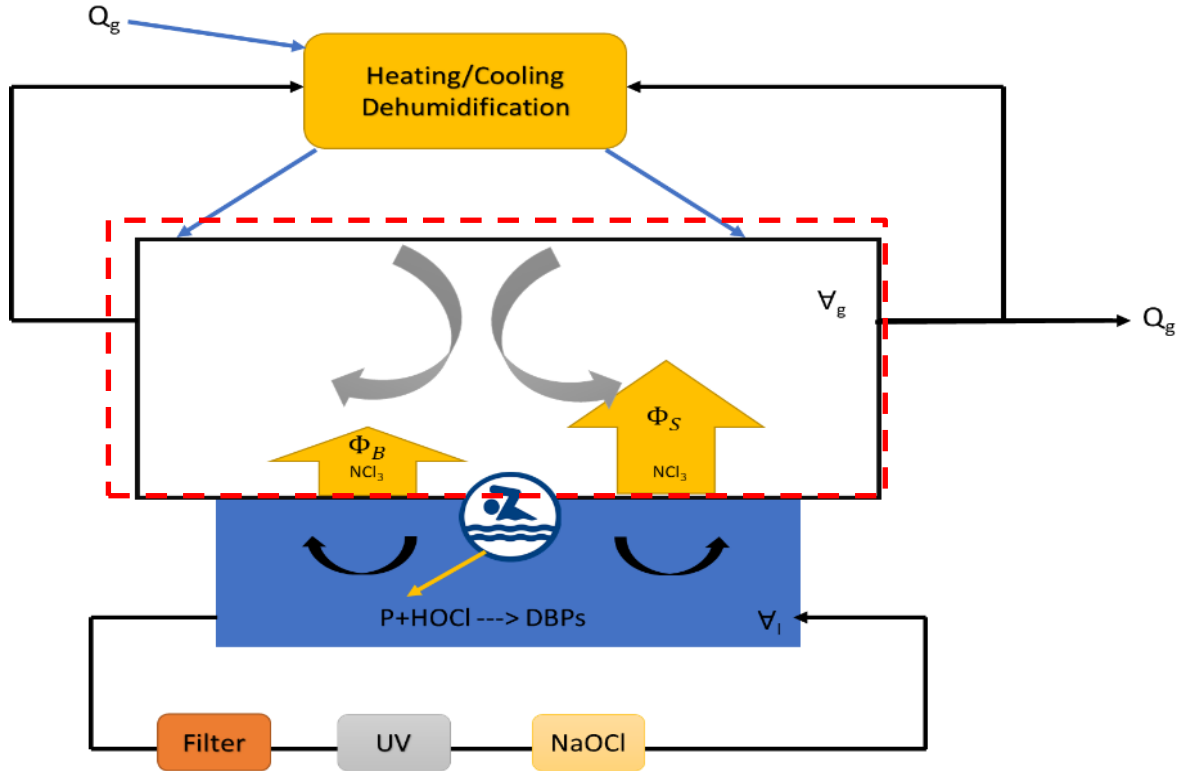 Qg
Heating/Cooling
Dehumidification
∀g
Qg
ΦS
ΦB
NCl3
NCl3
P+HOCl ---> DBPs
∀l
Filter
UV
NaOCl